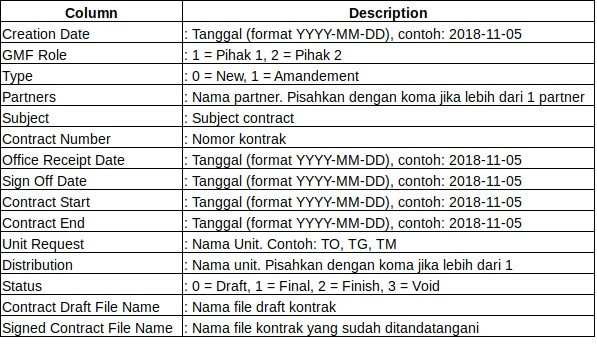 Column Description
Creation Date : Tanggal (format YYYY-MM-DD), contoh: 2018-11-05
GMF Role : 1 = Pihak 1, 2 = Pihak 2
Type : 0 = New, 1 = Amandement
Partners : Nama partner. Pisahkan dengan koma jika lebih dari 1 partner
Subject : Subject contract
Contract Number : Nomor kontrak
Office Receipt Date : Tanggal (format YYYY-MM-DD), contoh: 2018-11-05
Sign Off Date : Tanggal (format YYYY-MM-DD), contoh: 2018-11-05
Contract Start : Tanggal (format YYYY-MM-DD), contoh: 2018-11-05
Contract End : Tanggal (format YYYY-MM-DD), contoh: 2018-11-05
Unit Request : Nama Unit. Contoh: TO, TG, TM
Distribution : Nama unit. Pisahkan dengan koma jika lebih dari 1
Status : 0 = Draft, 1 = Final, 2 = Finish, 3 = Void
Contract Draft File Name : Nama file draft kontrak
Signed Contract File Name : Nama file kontrak yang sudah ditandatangani